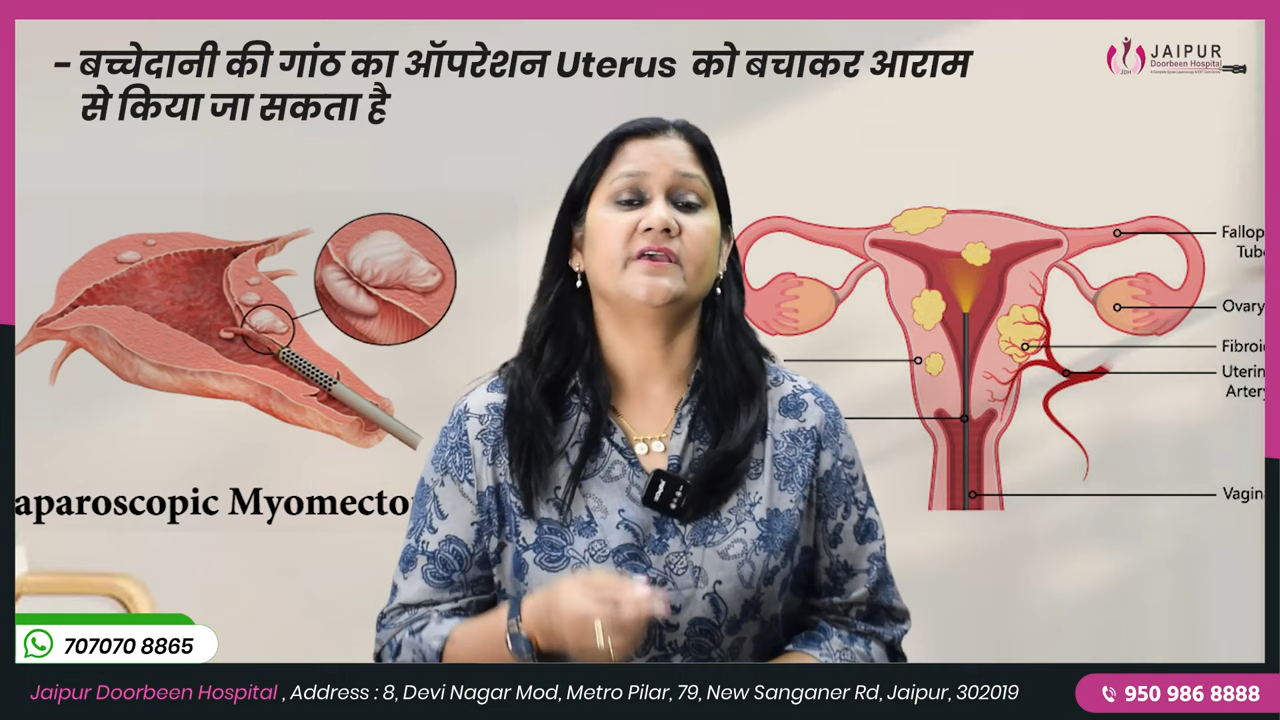 - बच्चेदानी की गांठ का ऑपरेशन Uterus को बचाकर आराम
से किया जा सकता है
JAIPUR
Doorbeen Hospital
JDH
Fallop
Tub
Ovary
Fibroi
Uterin
Artery
Vagin
aparoscopic Myomecto
707070 8865
Jaipur Doorbeen Hospital , Address : 8, Devi Nagar Mod, Metro Pilar, 79, New Sanganer Rd, Jaipur, 302019
950 986 8888